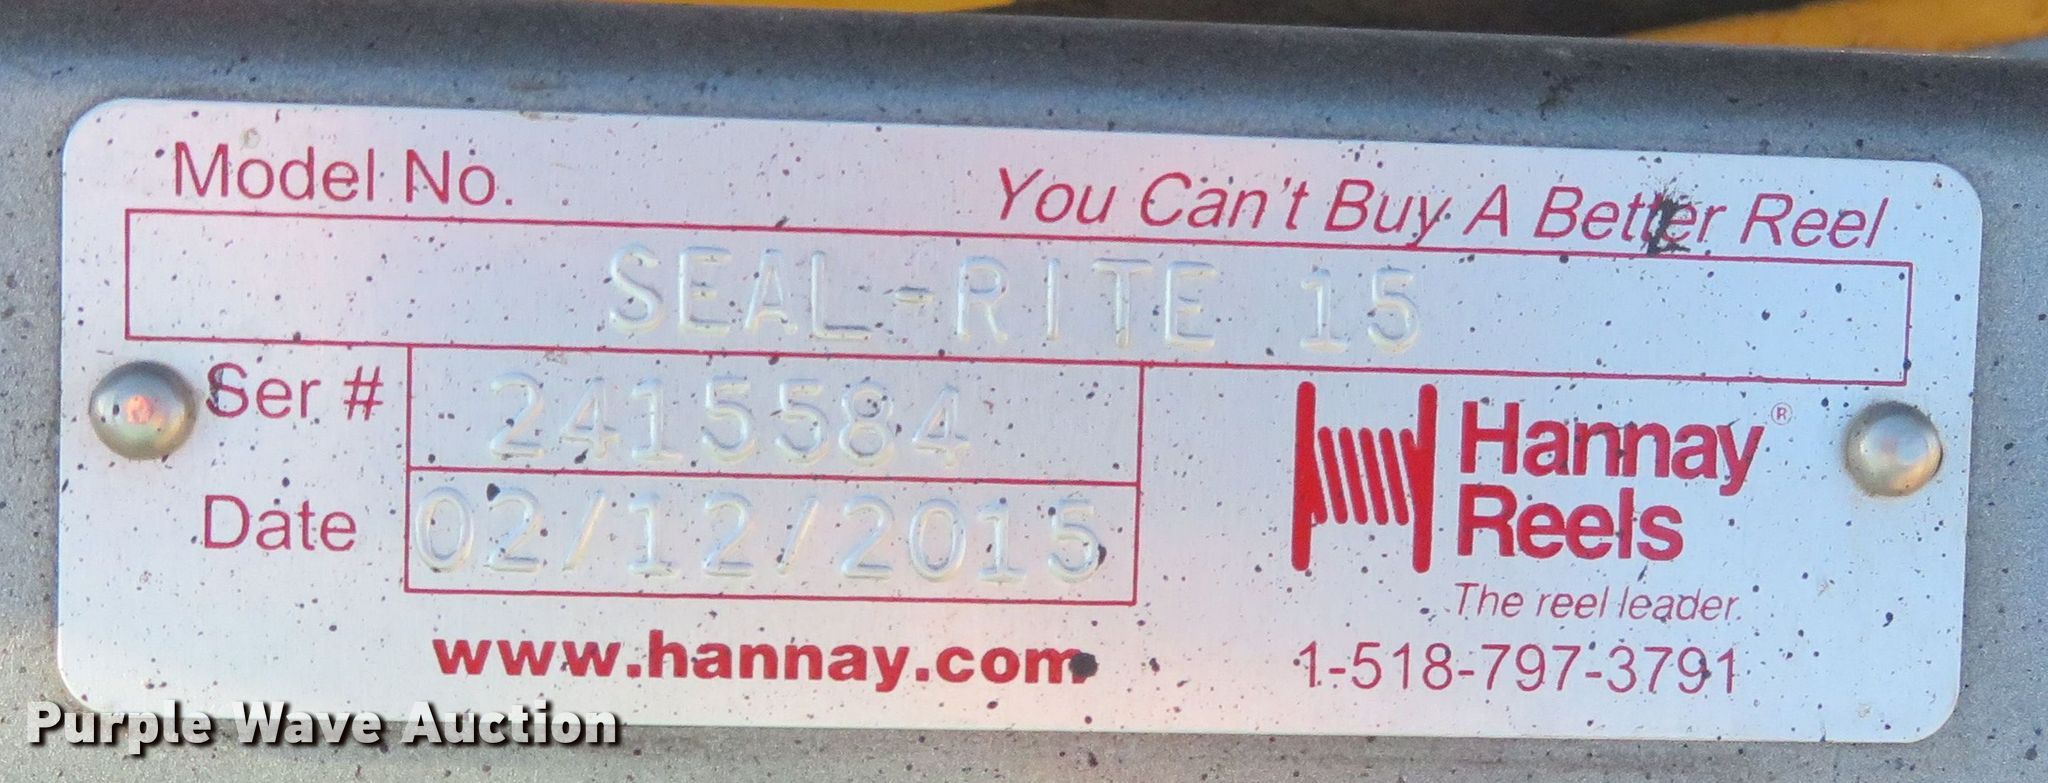 Model No.
You Can't Buy A Better Reel
SEAL-RITE 15
Ser #
2415584
Date
02/12/2015
Hannay®
Reels
The reel leader.
www.hannay.com
1-518-797-3791
Purple Wave Auction